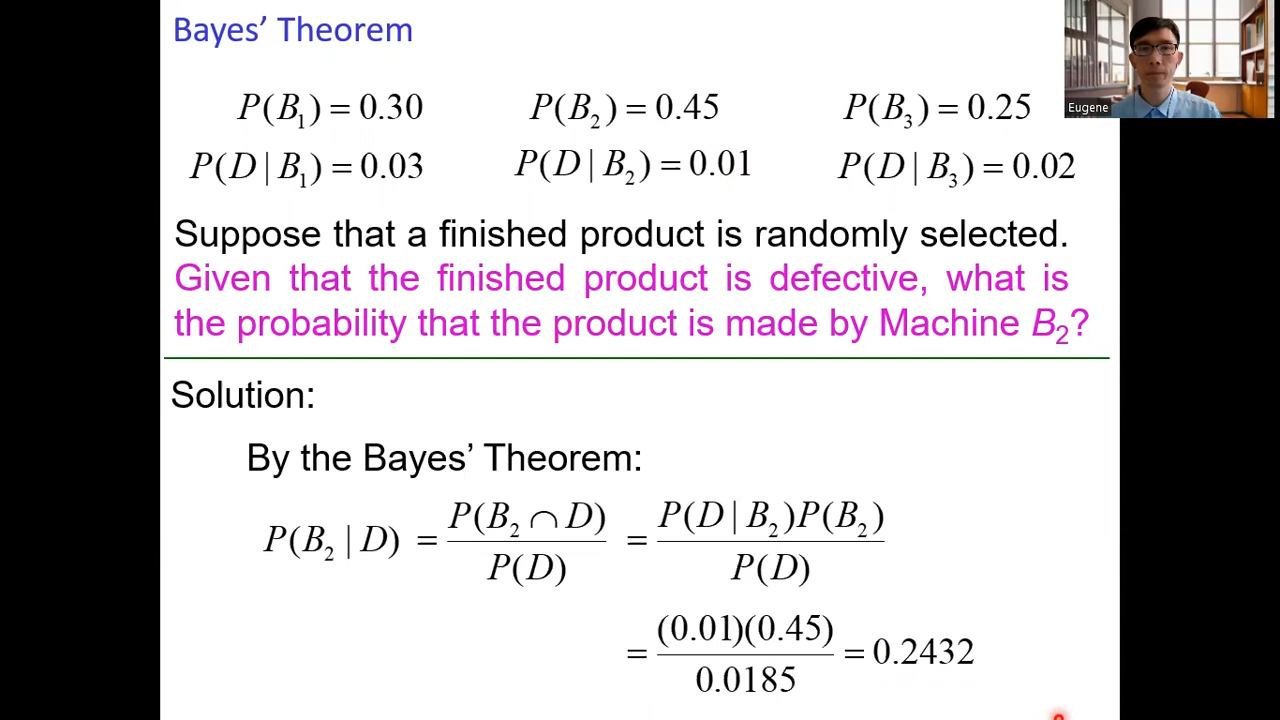 Bayes’ Theorem
Eugene
P(B₁) = 0.30 P(B₂) = 0.45 P(B₃) = 0.25
P(D | B₁) = 0.03 P(D | B₂) = 0.01 P(D | B₃) = 0.02
Suppose that a finished product is randomly selected.
Given that the finished product is defective, what is
the probability that the product is made by Machine B₂?
Solution:
By the Bayes’ Theorem:
P(B₂ | D) = P(B₂ ∩ D) / P(D) = P(D | B₂)P(B₂) / P(D)
= (0.01)(0.45) / 0.0185 = 0.2432